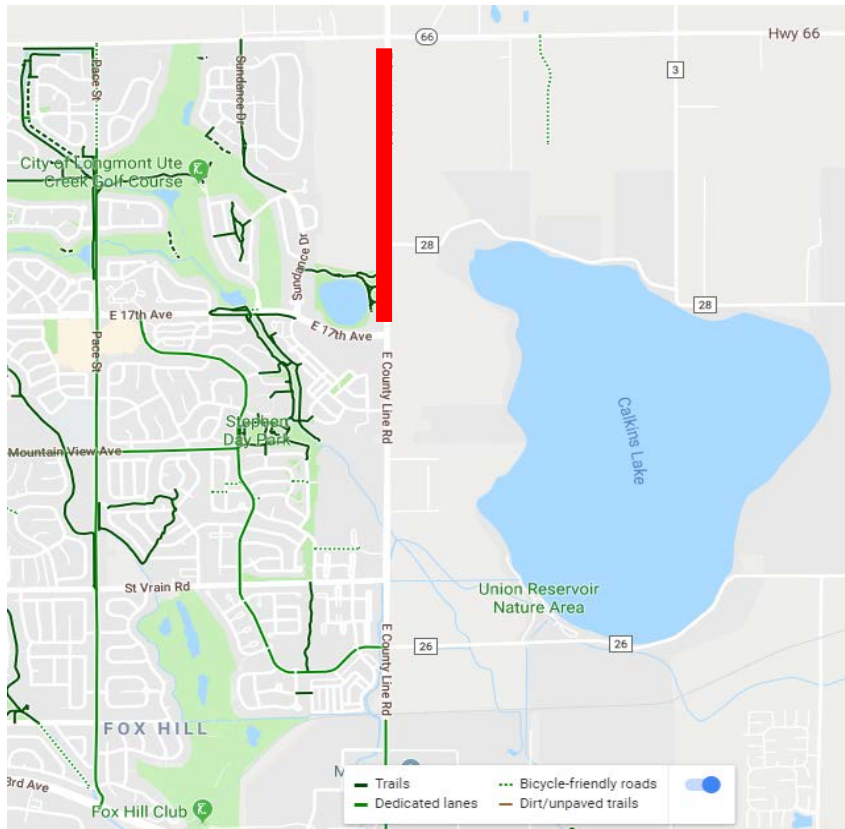 66
Hwy 66
3
Pace St
Sundance Dr
City of Longmont Ute
Creek Golf Course
28
Sundance Dr
28
E 17th Ave
E 17th Ave
Pace St
E County Line Rd
Calkins Lake
Stephen
Day Park
Mountain View Ave
St Vrain Rd
Union Reservoir
Nature Area
E County Line Rd
26
26
FOX HILL
M
3rd Ave
Fox Hill Club
Trails
Bicycle-friendly roads
Dedicated lanes
Dirt/unpaved trails